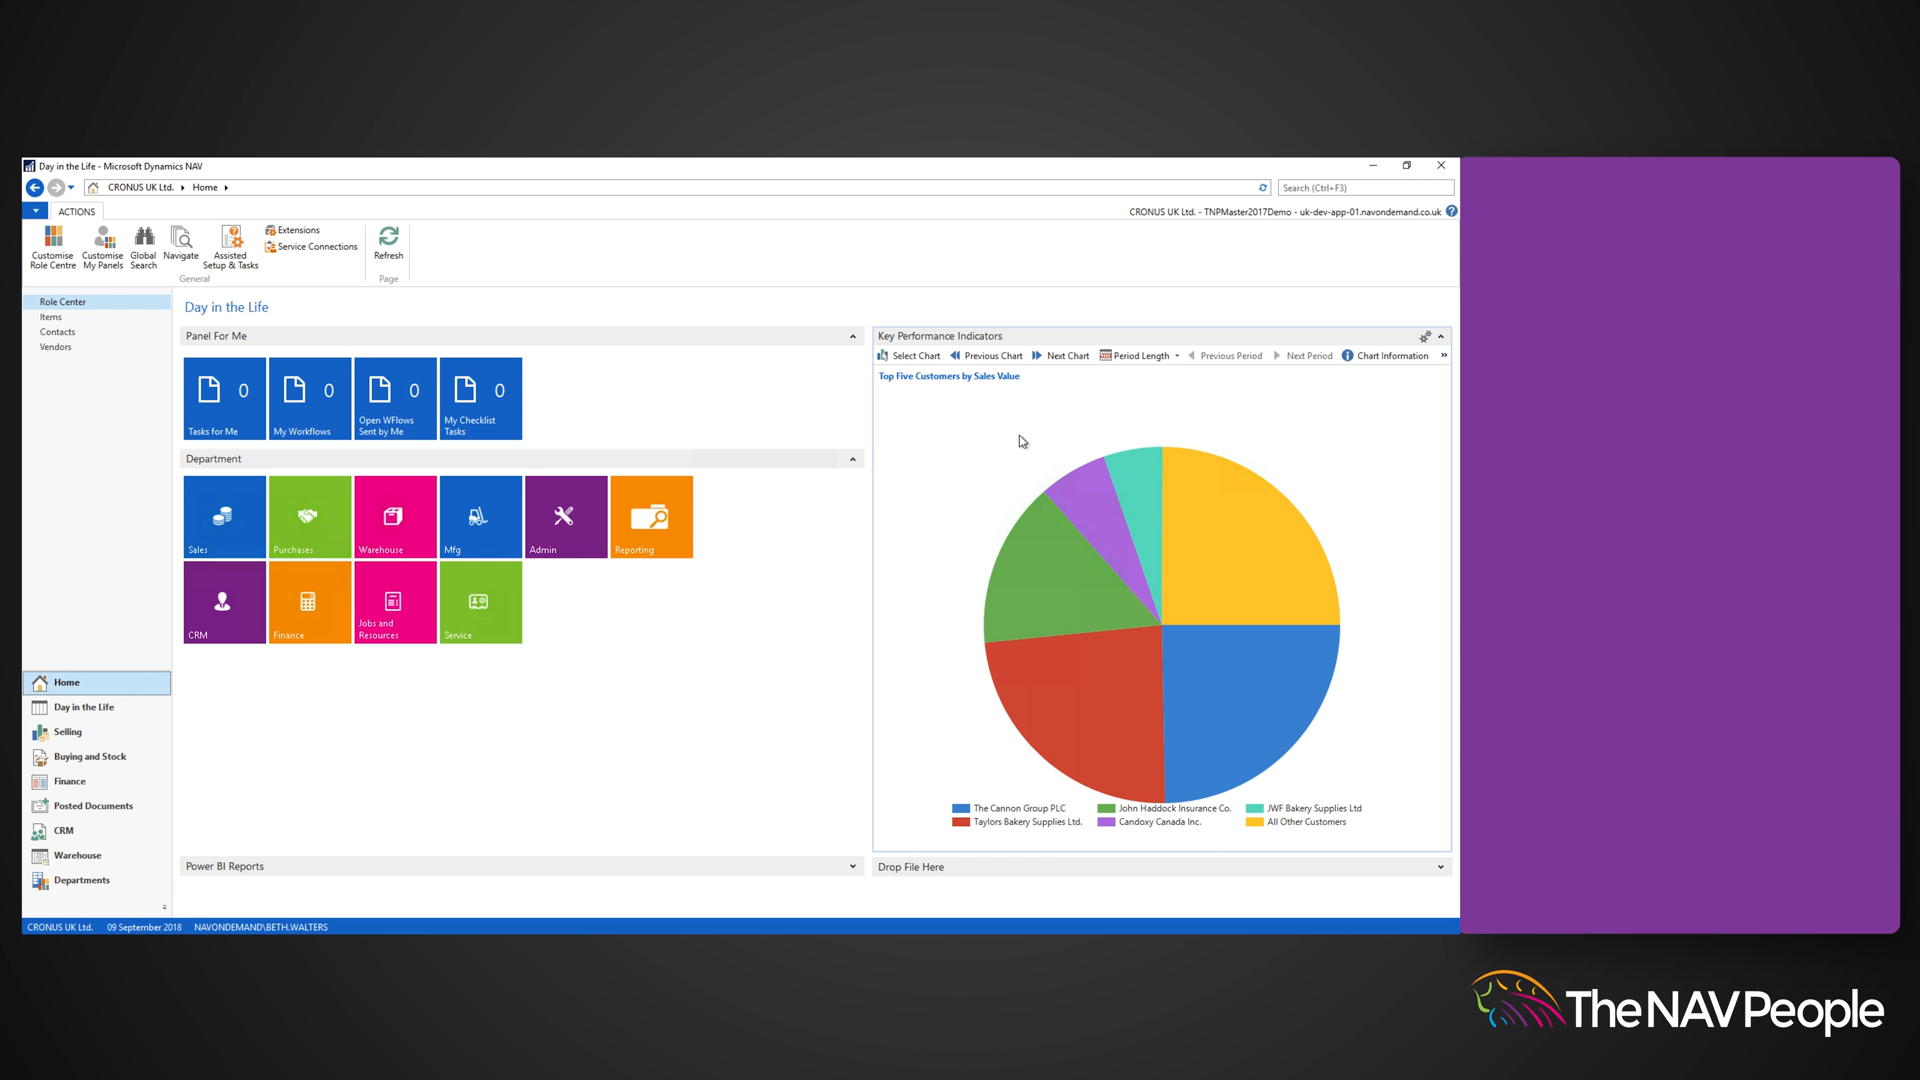 Day in the Life - Microsoft Dynamics NAV
CRONUS UK Ltd. Home
Search (Ctrl+F3)
ACTIONS
CRONUS UK Ltd. - TNPMaster2017Demo - uk-dev-app-01.navondemand.co.uk
Customise Role Centre
Customise My Panels
Global Search
Navigate
Assisted Setup & Tasks
Extensions
Service Connections
Refresh
General
Page
Role Center
Items
Contacts
Vendors
Day in the Life
Panel For Me
0
Tasks for Me
0
My Workflows
0
Open WFlows
Sent by Me
0
My Checklist
Tasks
Department
Sales
Purchases
Warehouse
Mfg
Admin
Reporting
CRM
Finance
Jobs and
Resources
Service
Key Performance Indicators
Select Chart
Previous Chart
Next Chart
Period Length
Previous Period
Next Period
Chart Information
Top Five Customers by Sales Value
The Cannon Group PLC
John Haddock Insurance Co.
JWF Bakery Supplies Ltd
Taylors Bakery Supplies Ltd.
Candoxy Canada Inc.
All Other Customers
Home
Day in the Life
Selling
Buying and Stock
Finance
Posted Documents
CRM
Warehouse
Departments
Power BI Reports
Drop File Here
CRONUS UK Ltd.
09 September 2018
NAVONDEMAND\BETH.WALTERS
TheNAVPeople